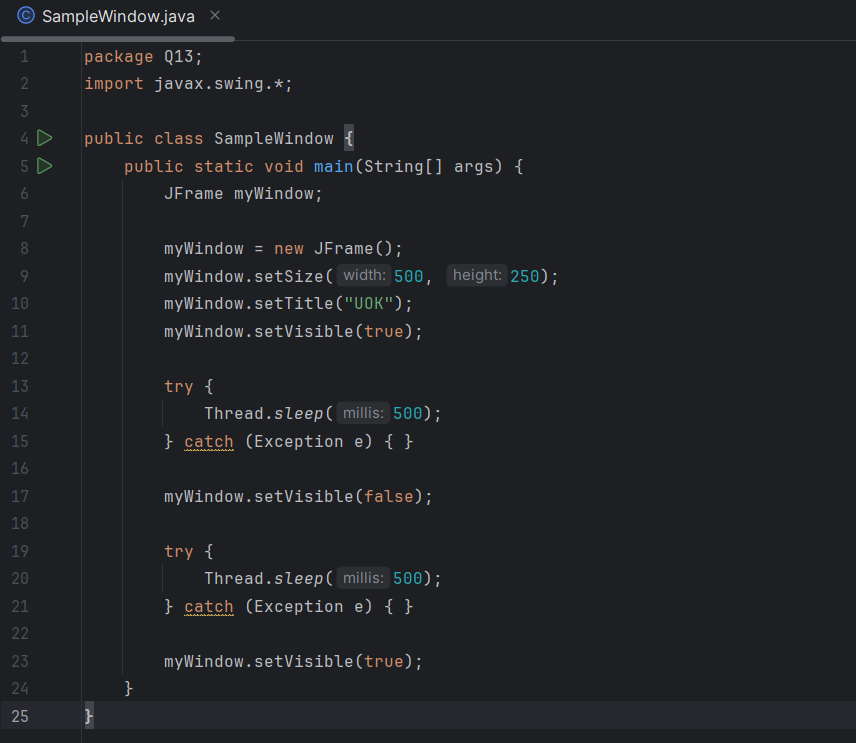 SampleWindow.java
1 package Q13;
2 import javax.swing.*;
3
4 public class SampleWindow {
5     public static void main(String[] args) {
6         JFrame myWindow;
7
8         myWindow = new JFrame();
9         myWindow.setSize( width: 500, height: 250);
10         myWindow.setTitle("UOK");
11         myWindow.setVisible(true);
12
13         try {
14             Thread.sleep( millis: 500);
15         } catch (Exception e) { }
16
17         myWindow.setVisible(false);
18
19         try {
20             Thread.sleep( millis: 500);
21         } catch (Exception e) { }
22
23         myWindow.setVisible(true);
24     }
25 }